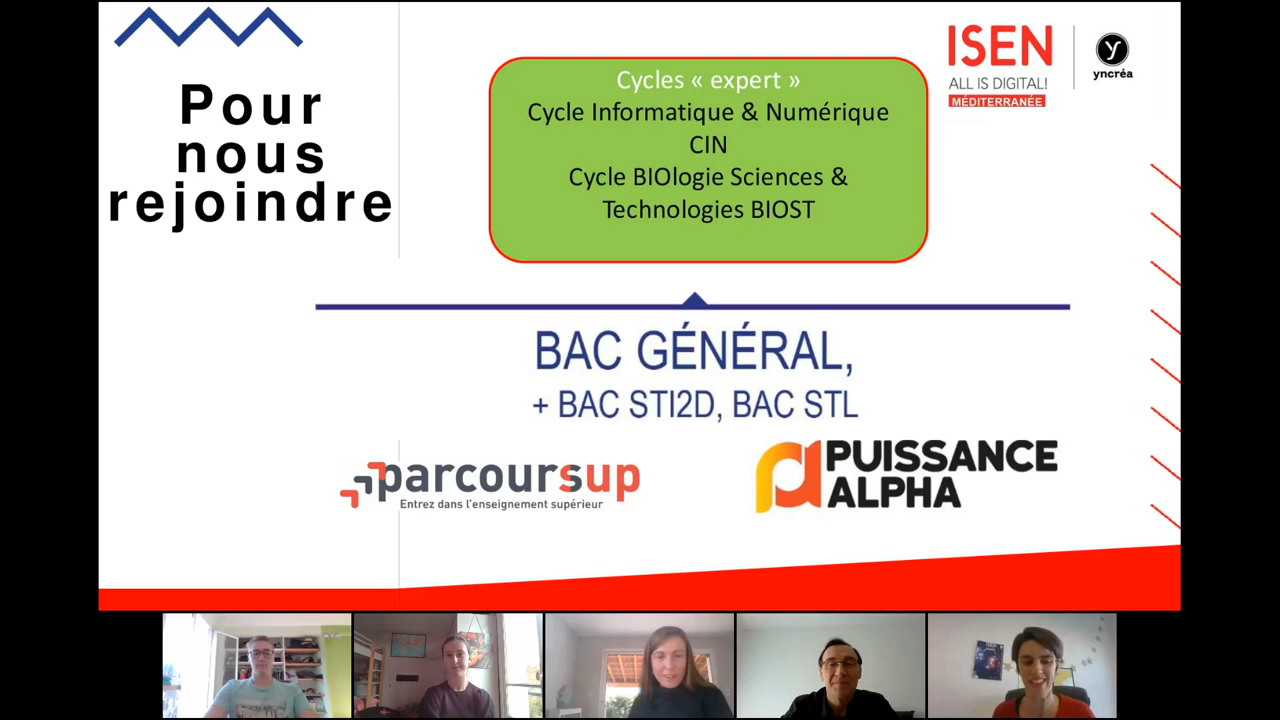 Pour
nous
rejoindre
Cycles « expert »
Cycle Informatique & Numérique
CIN
Cycle BIOlogie Sciences &
Technologies BIOST
ISEN
ALL IS DIGITAL!
MÉDITERRANÉE
yncréa
BAC GÉNÉRAL,
+ BAC STI2D, BAC STL
parcoursup
Entrez dans l'enseignement supérieur
PUISSANCE
ALPHA